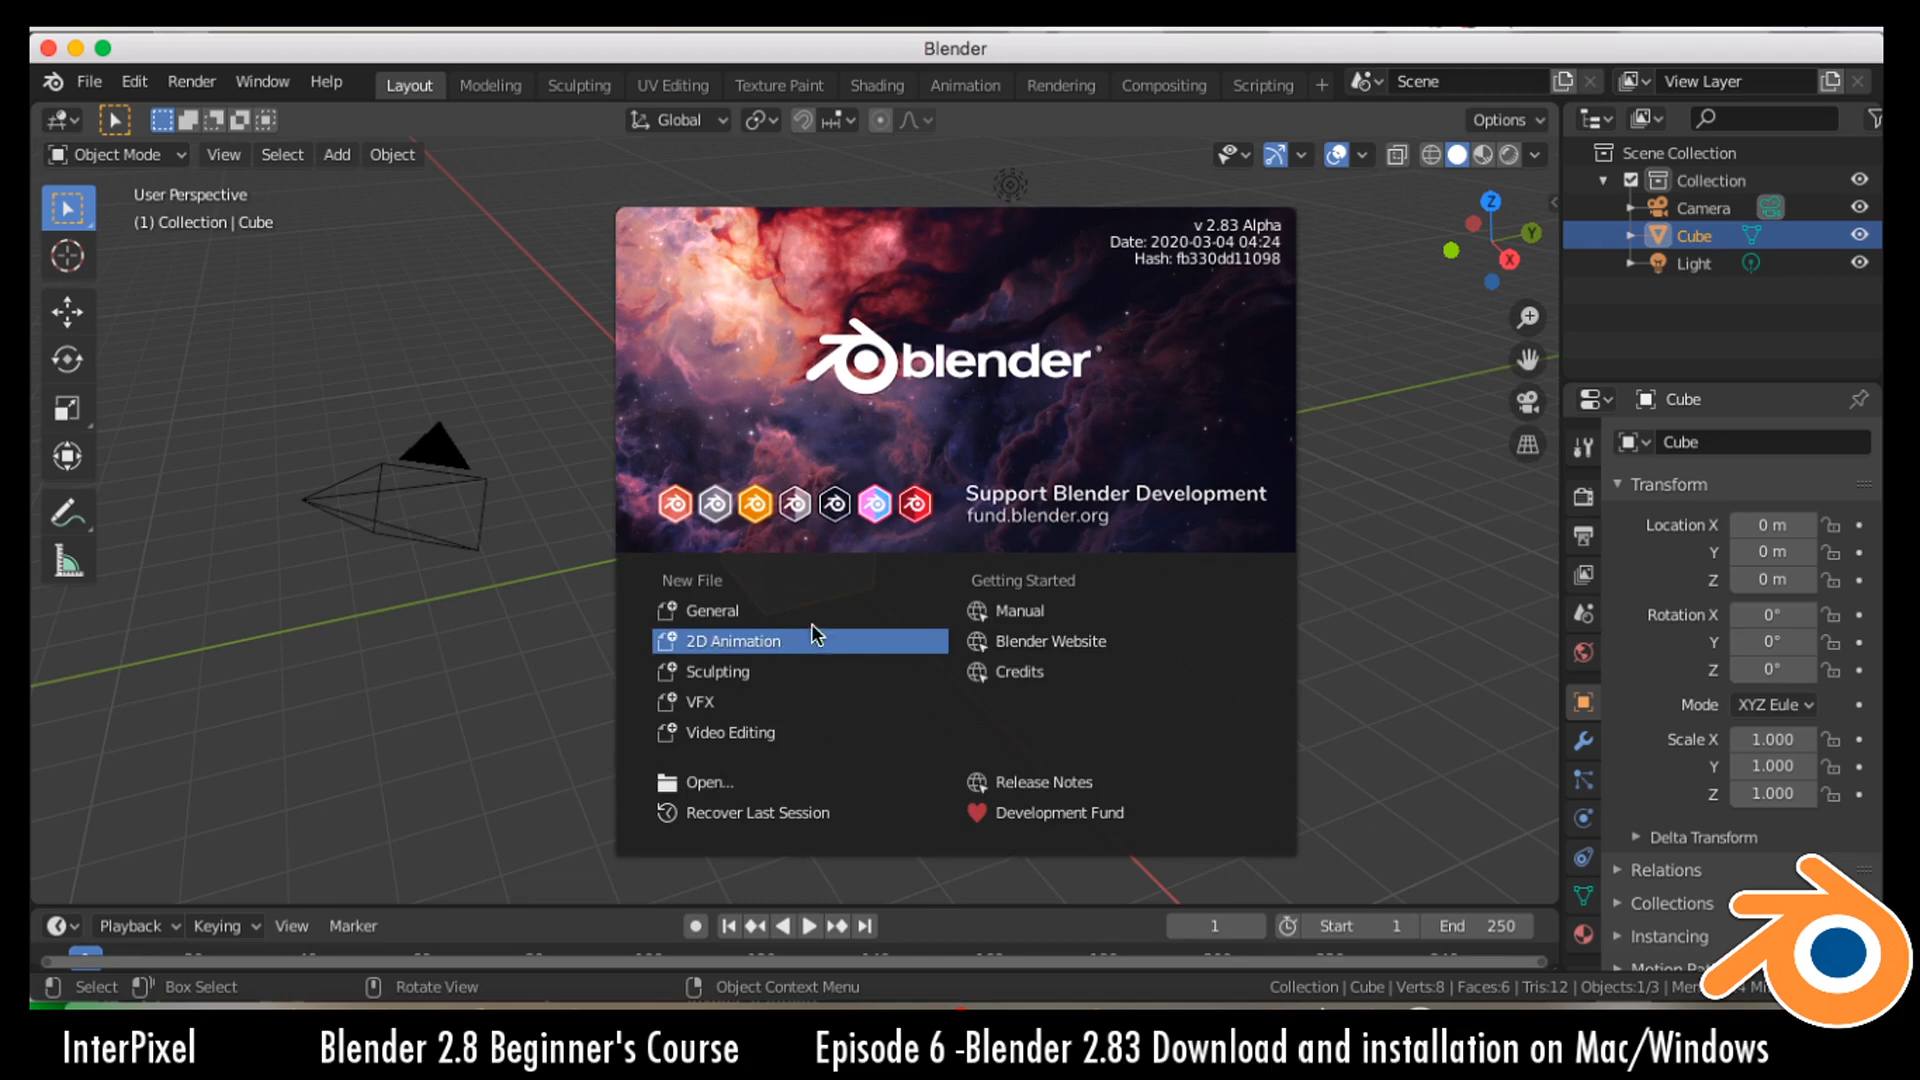 Blender
File Edit Render Window Help Layout Modeling Sculpting UV Editing Texture Paint Shading Animation Rendering Compositing Scripting + Scene View Layer
Global Options
Object Mode View Select Add Object
User Perspective
(1) Collection | Cube
Scene Collection
Collection
Camera
Cube
Light
Z
Y
X
v 2.83 Alpha
Date: 2020-03-04 04:24
Hash: fb330dd11098
blender
Support Blender Development
fund.blender.org
New File
General
2D Animation
Sculpting
VFX
Video Editing
Open...
Recover Last Session
Getting Started
Manual
Blender Website
Credits
Release Notes
Development Fund
Cube
Cube
Transform
Location X 0 m
Y 0 m
Z 0 m
Rotation X 0°
Y 0°
Z 0°
Mode XYZ Eule
Scale X 1.000
Y 1.000
Z 1.000
Delta Transform
Relations
Collections
Instancing
Playback Keying View Marker 1 Start 1 End 250
Select Box Select Rotate View Object Context Menu Collection | Cube | Verts:8 | Faces:6 | Tris:12 | Objects:1/3 |
InterPixel Blender 2.8 Beginner's Course Episode 6 -Blender 2.83 Download and installation on Mac/Windows